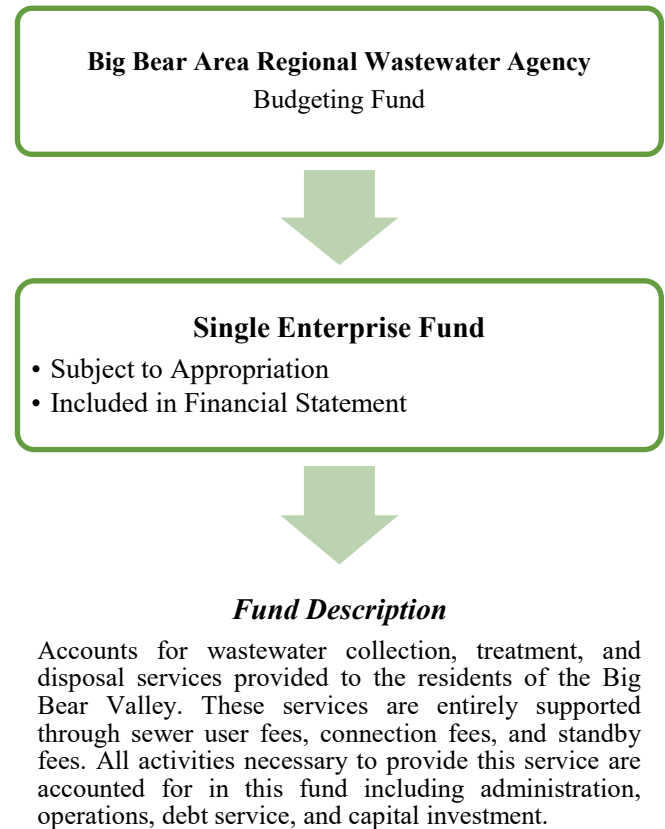 Big Bear Area Regional Wastewater Agency
Budgeting Fund
Single Enterprise Fund
• Subject to Appropriation
• Included in Financial Statement
Fund Description
Accounts for wastewater collection, treatment, and
disposal services provided to the residents of the Big
Bear Valley. These services are entirely supported
through sewer user fees, connection fees, and standby
fees. All activities necessary to provide this service are
accounted for in this fund including administration,
operations, debt service, and capital investment.